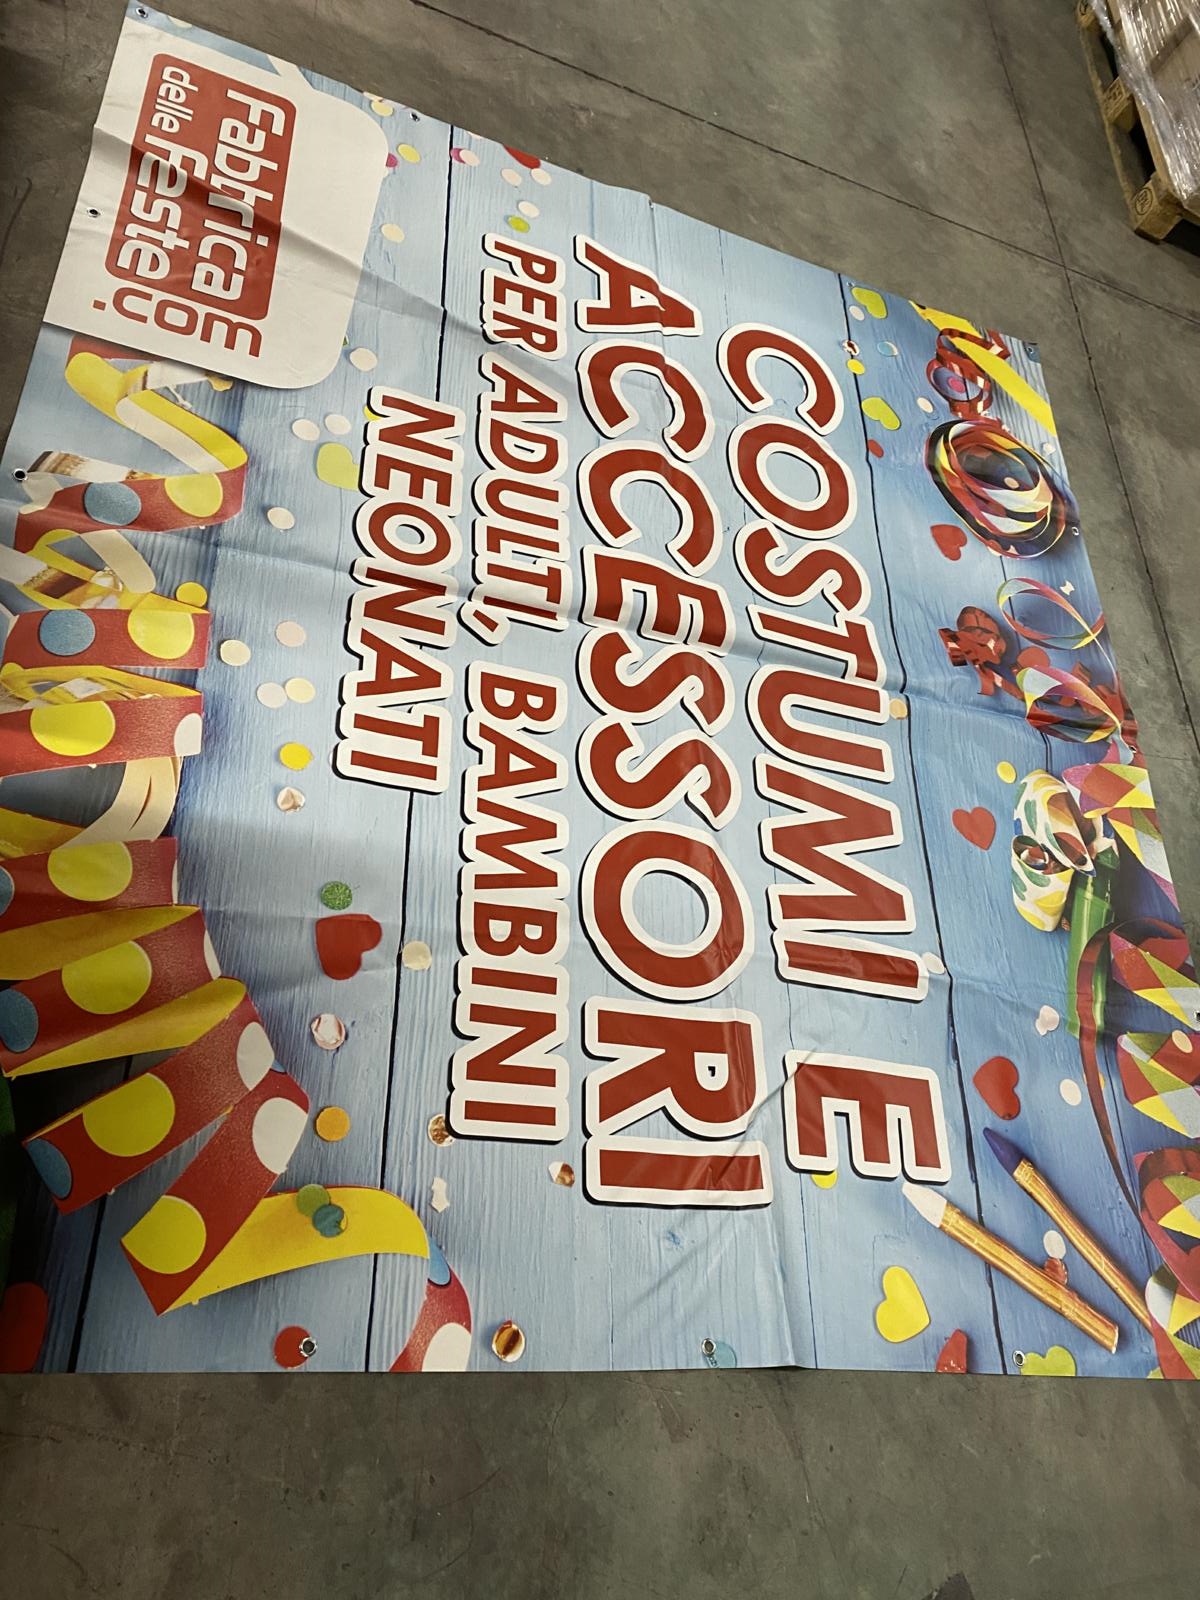 COSTUMI E
ACCESSORI
PER ADULTI, BAMBINI
NEONATI
Fabbrica
delle Feste
.com